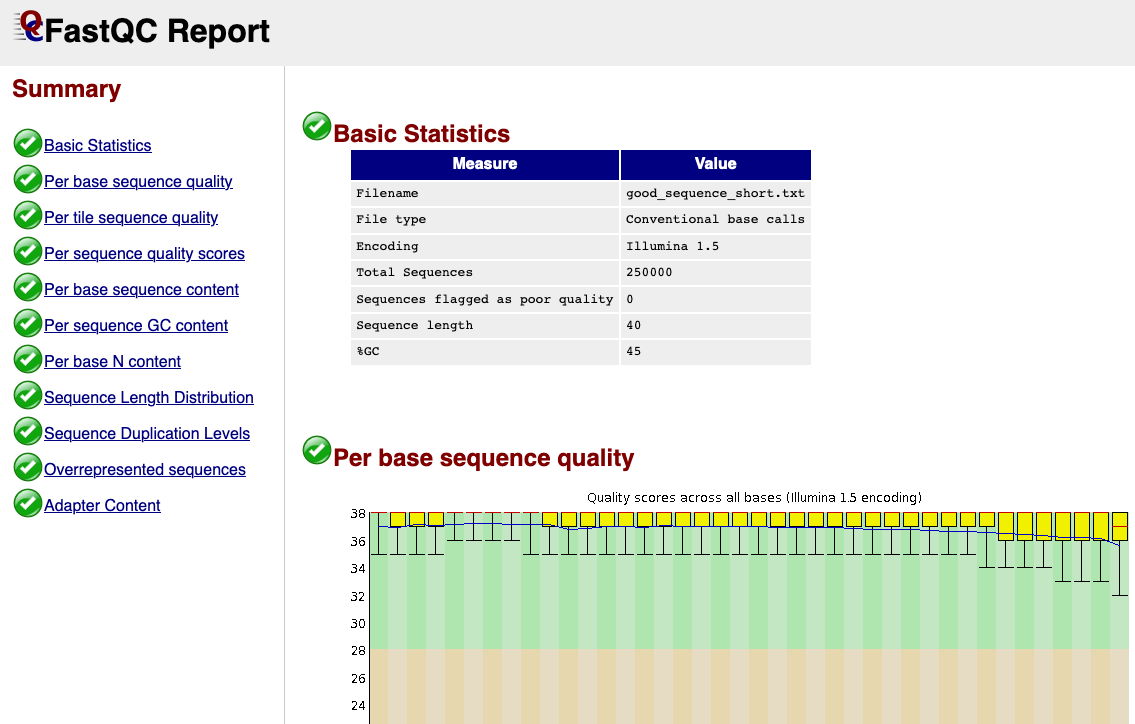 FastQC Report
Summary
Basic Statistics
Per base sequence quality
Per tile sequence quality
Per sequence quality scores
Per base sequence content
Per sequence GC content
Per base N content
Sequence Length Distribution
Sequence Duplication Levels
Overrepresented sequences
Adapter Content
Basic Statistics
Measure Value
Filename good_sequence_short.txt
File type Conventional base calls
Encoding Illumina 1.5
Total Sequences 250000
Sequences flagged as poor quality 0
Sequence length 40
%GC 45
Per base sequence quality
Quality scores across all bases (Illumina 1.5 encoding)
38
36
34
32
30
28
26
24